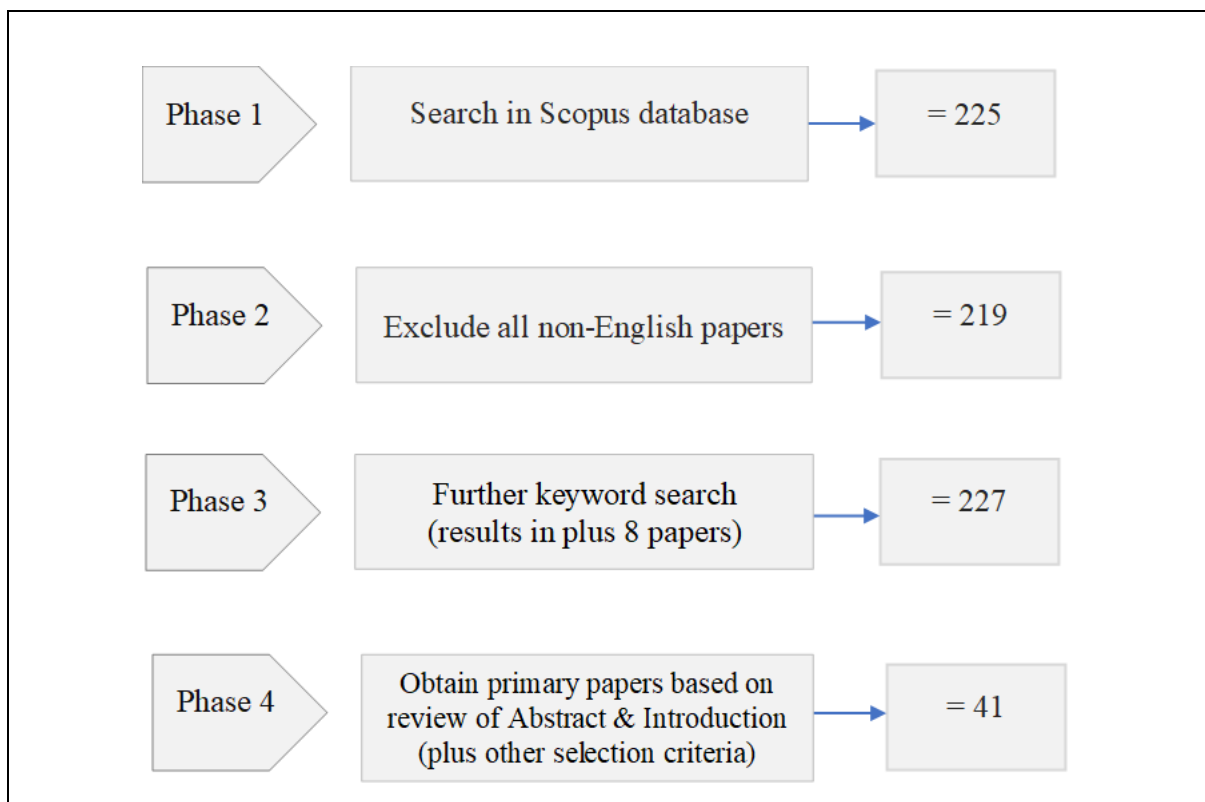 Phase 1
Search in Scopus database
= 225
Phase 2
Exclude all non-English papers
= 219
Phase 3
Further keyword search
(results in plus 8 papers)
= 227
Phase 4
Obtain primary papers based on
review of Abstract & Introduction
(plus other selection criteria)
= 41